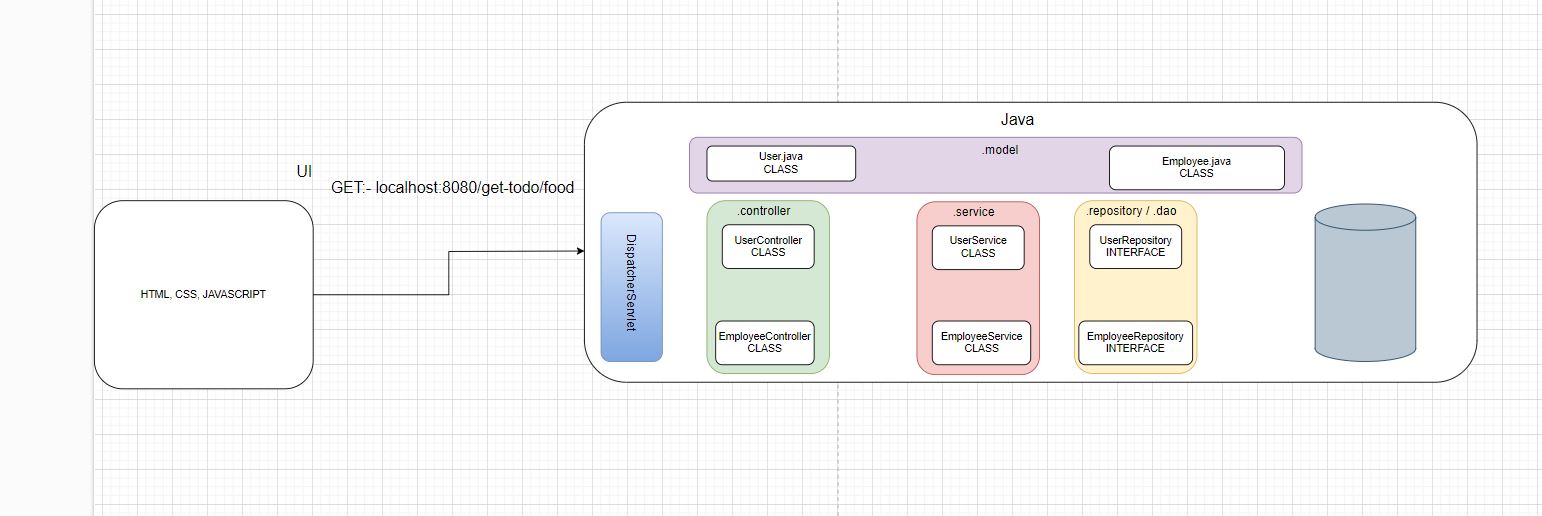 UI
GET:- localhost:8080/get-todo/food
HTML, CSS, JAVASCRIPT
Java
.model
User.java
CLASS
Employee.java
CLASS
DispatcherServlet
.controller
UserController
CLASS
EmployeeController
CLASS
.service
UserService
CLASS
EmployeeService
CLASS
.repository / .dao
UserRepository
INTERFACE
EmployeeRepository
INTERFACE